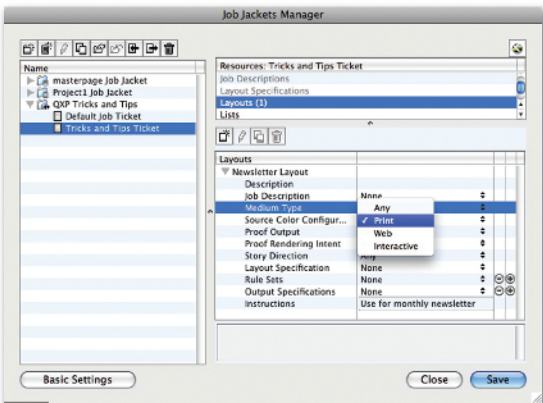 Job Jackets Manager
Name
masterpage Job Jacket
Project1 Job Jacket
QXP Tricks and Tips
Default Job Ticket
Tricks and Tips Ticket
Resources: Tricks and Tips Ticket
Job Descriptions
Layout Specifications
Layouts (1)
Lists
Layouts
Newsletter Layout
Description
Job Description None
Medium Type
Any
Source Color Configur... ✓ Print
Proof Output Web
Proof Rendering Intent Interactive
Story Direction Any
Layout Specification None
Rule Sets None
Output Specifications None
Instructions Use for monthly newsletter
Basic Settings Close Save